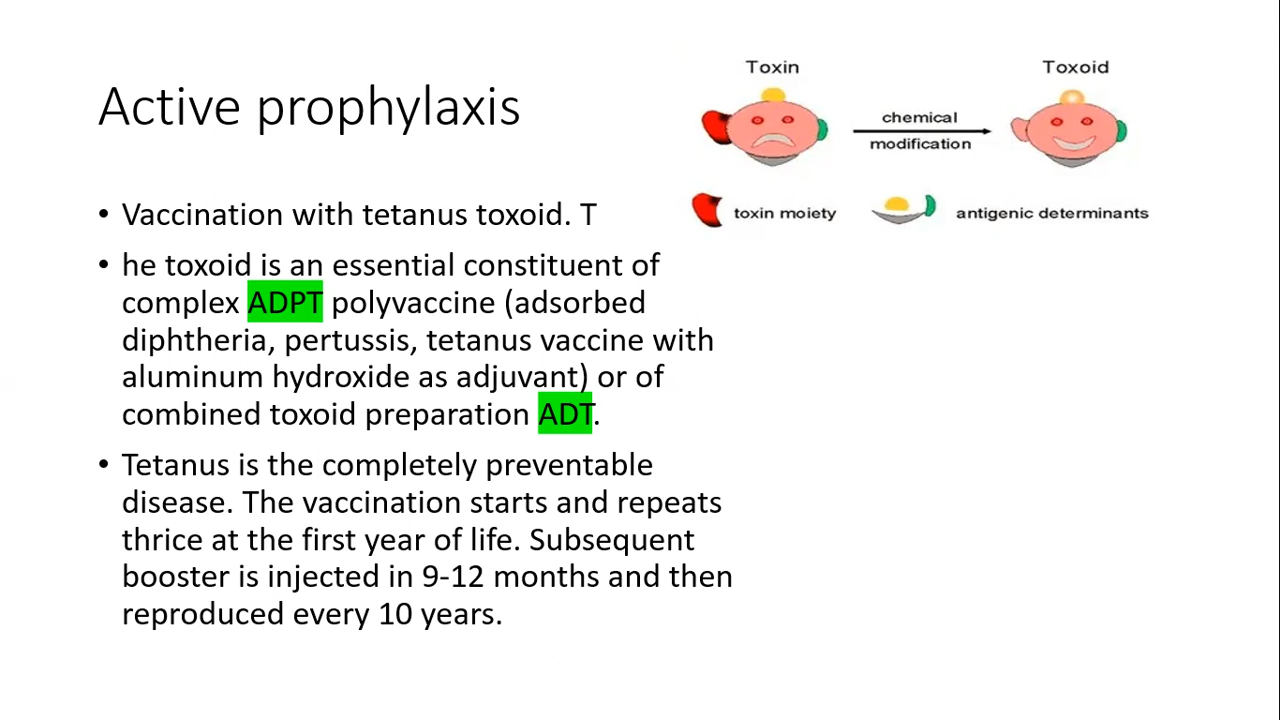 Active prophylaxis
• Vaccination with tetanus toxoid. T
• he toxoid is an essential constituent of
complex ADPT polyvaccine (adsorbed
diphtheria, pertussis, tetanus vaccine with
aluminum hydroxide as adjuvant) or of
combined toxoid preparation ADT.
• Tetanus is the completely preventable
disease. The vaccination starts and repeats
thrice at the first year of life. Subsequent
booster is injected in 9-12 months and then
reproduced every 10 years.
Toxin
Toxoid
chemical
modification
toxin moiety
antigenic determinants